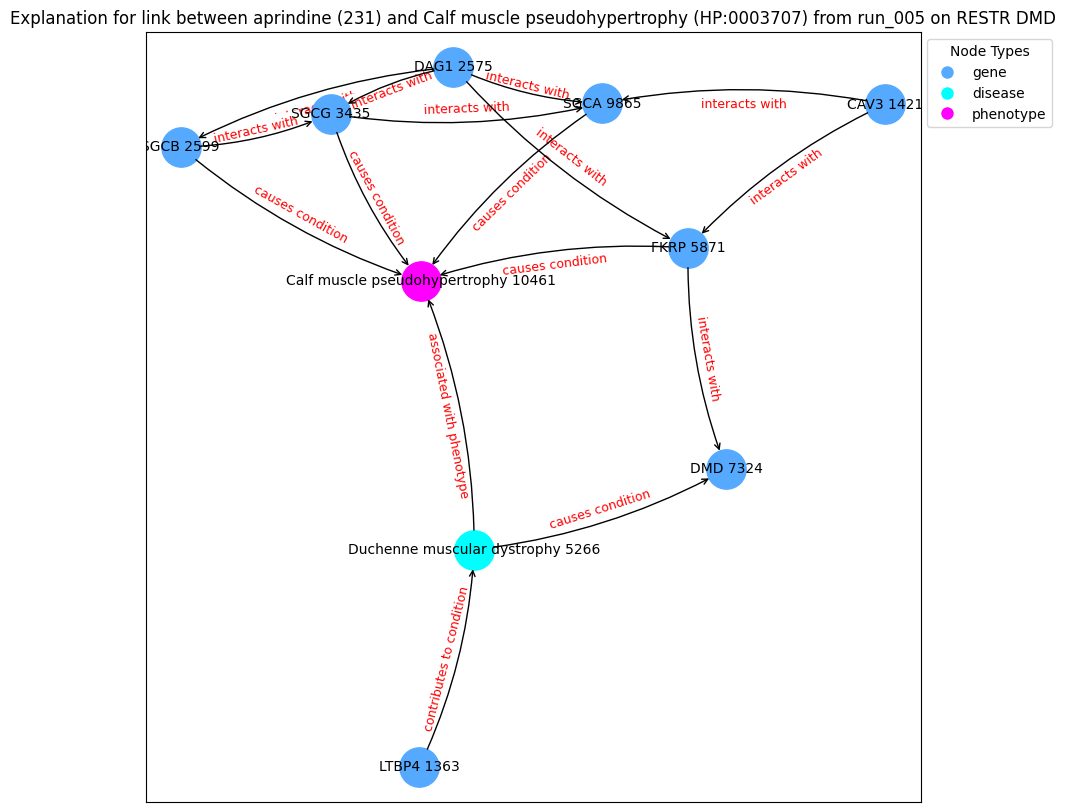 Explanation for link between aprindine (231) and Calf muscle pseudohypertrophy (HP:0003707) from run_005 on RESTR DMD
Node Types
gene
disease
phenotype
DAG1 2575
interacts with
interacts with
SGCA 9865
CAV3 1421
interacts with
interacts with
SGCG 3435
interacts with
SGCB 2599
interacts with
causes condition
causes condition
causes condition
interacts with
FKRP 5871
causes condition
Calf muscle pseudohypertrophy 10461
associated with phenotype
interacts with
DMD 7324
causes condition
Duchenne muscular dystrophy 5266
contributes to condition
LTBP4 1363